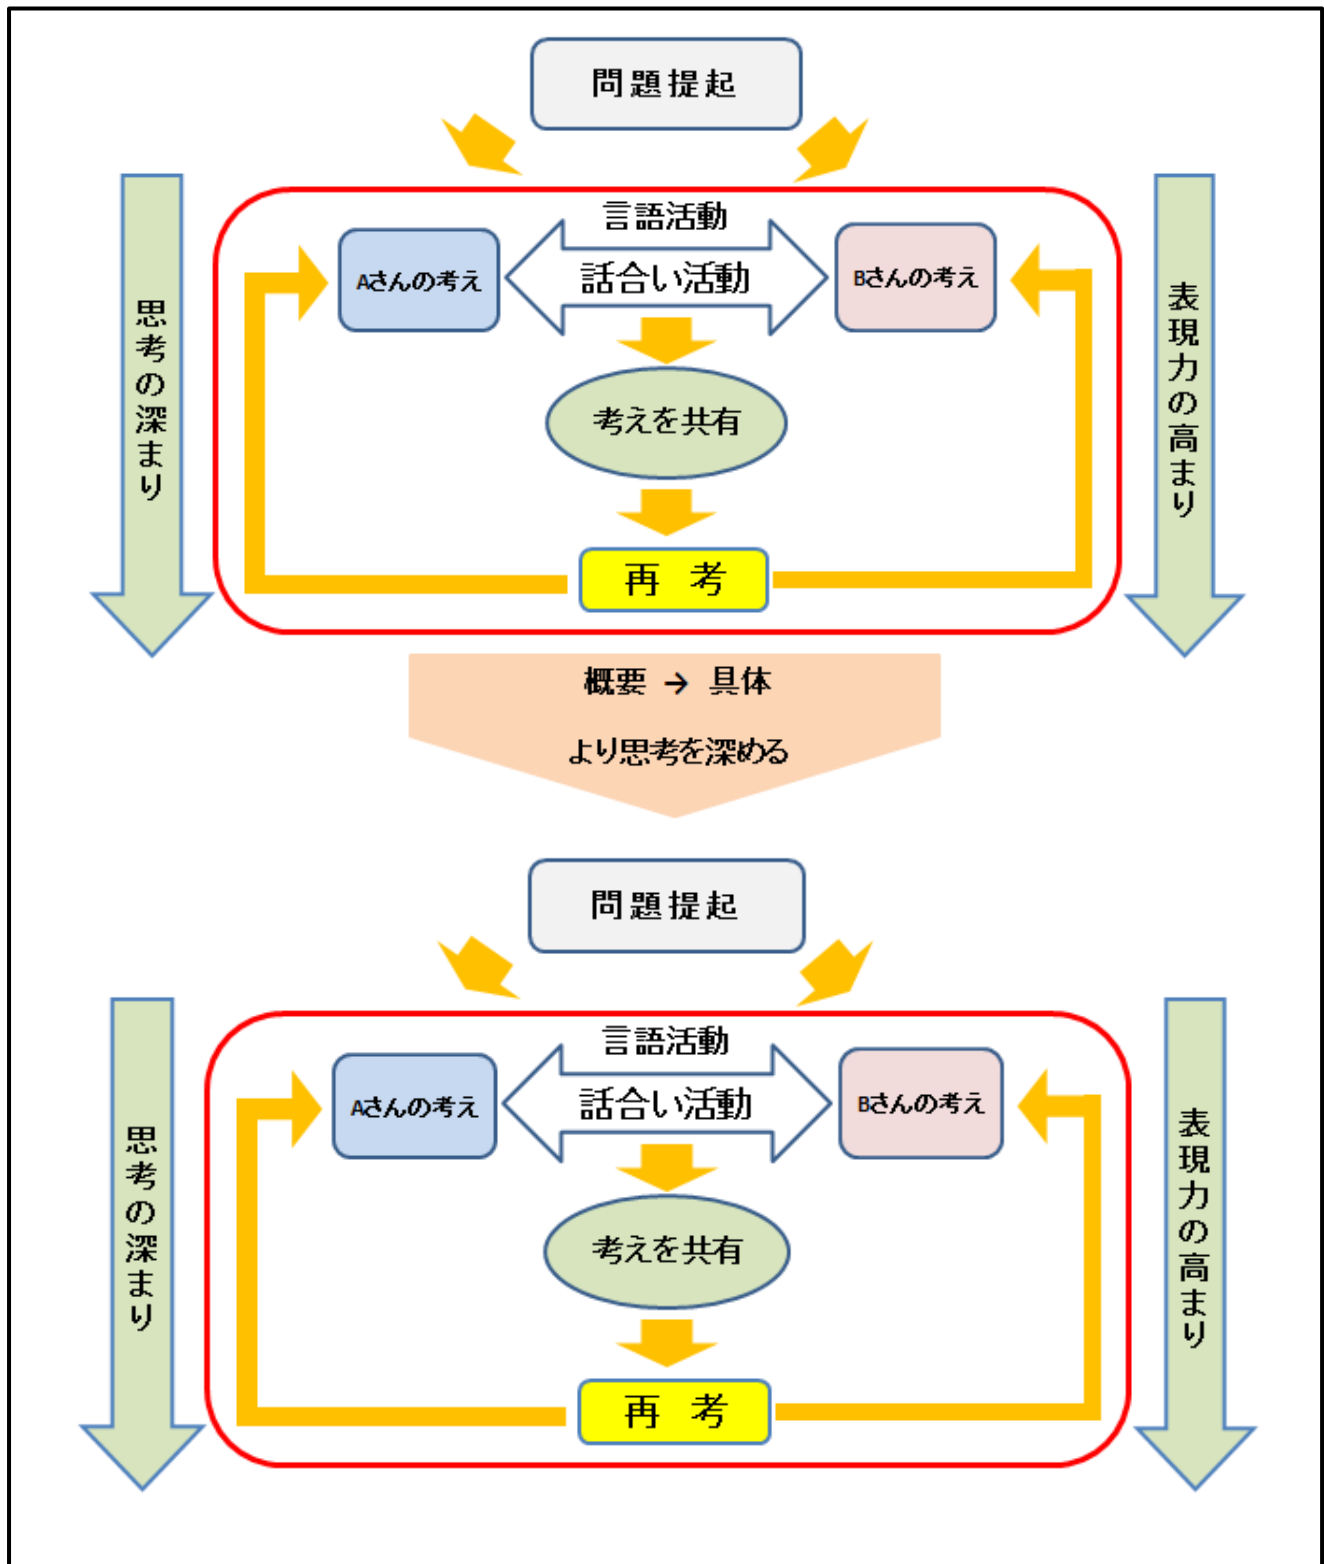 問題提起
言語活動
Aさんの考え
話合い活動
Bさんの考え
思考の深まり
表現力の高まり
考えを共有
再 考
概要 → 具体
より思考を深める
問題提起
言語活動
Aさんの考え
話合い活動
Bさんの考え
思考の深まり
表現力の高まり
考えを共有
再 考